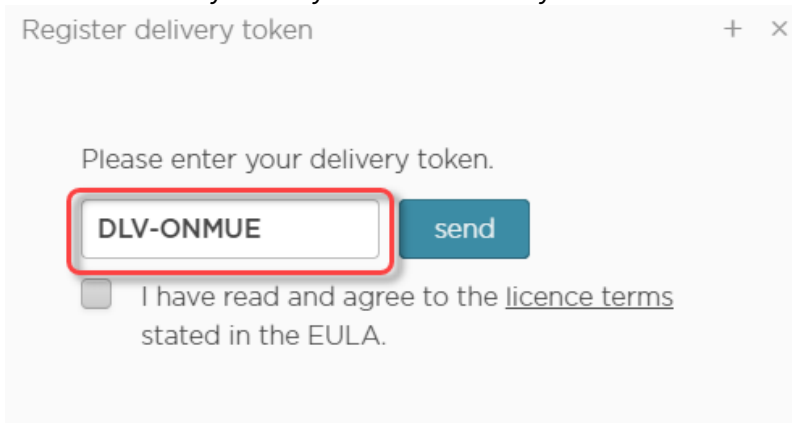 Register delivery token + ×
Please enter your delivery token.
DLV-ONMUE send
I have read and agree to the licence terms
stated in the EULA.